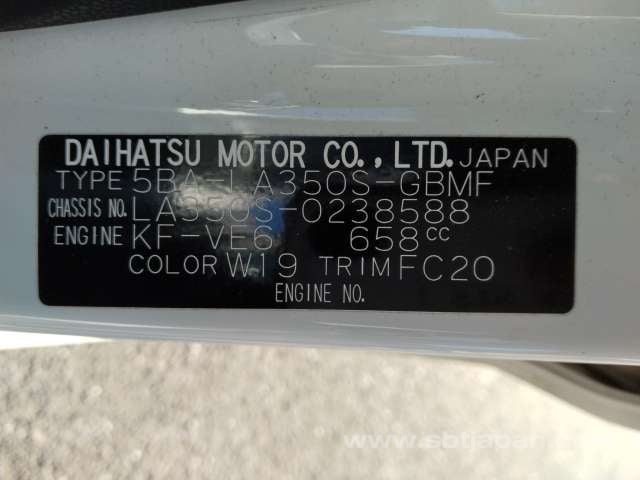 DAIHATSU MOTOR CO., LTD. JAPAN
TYPE 5BA-LA350S-GBMF
CHASSIS NO. LA350S-0238588
ENGINE KF-VE6 658cc
COLOR W19 TRIM FC20
ENGINE NO.
www.sbtjapan